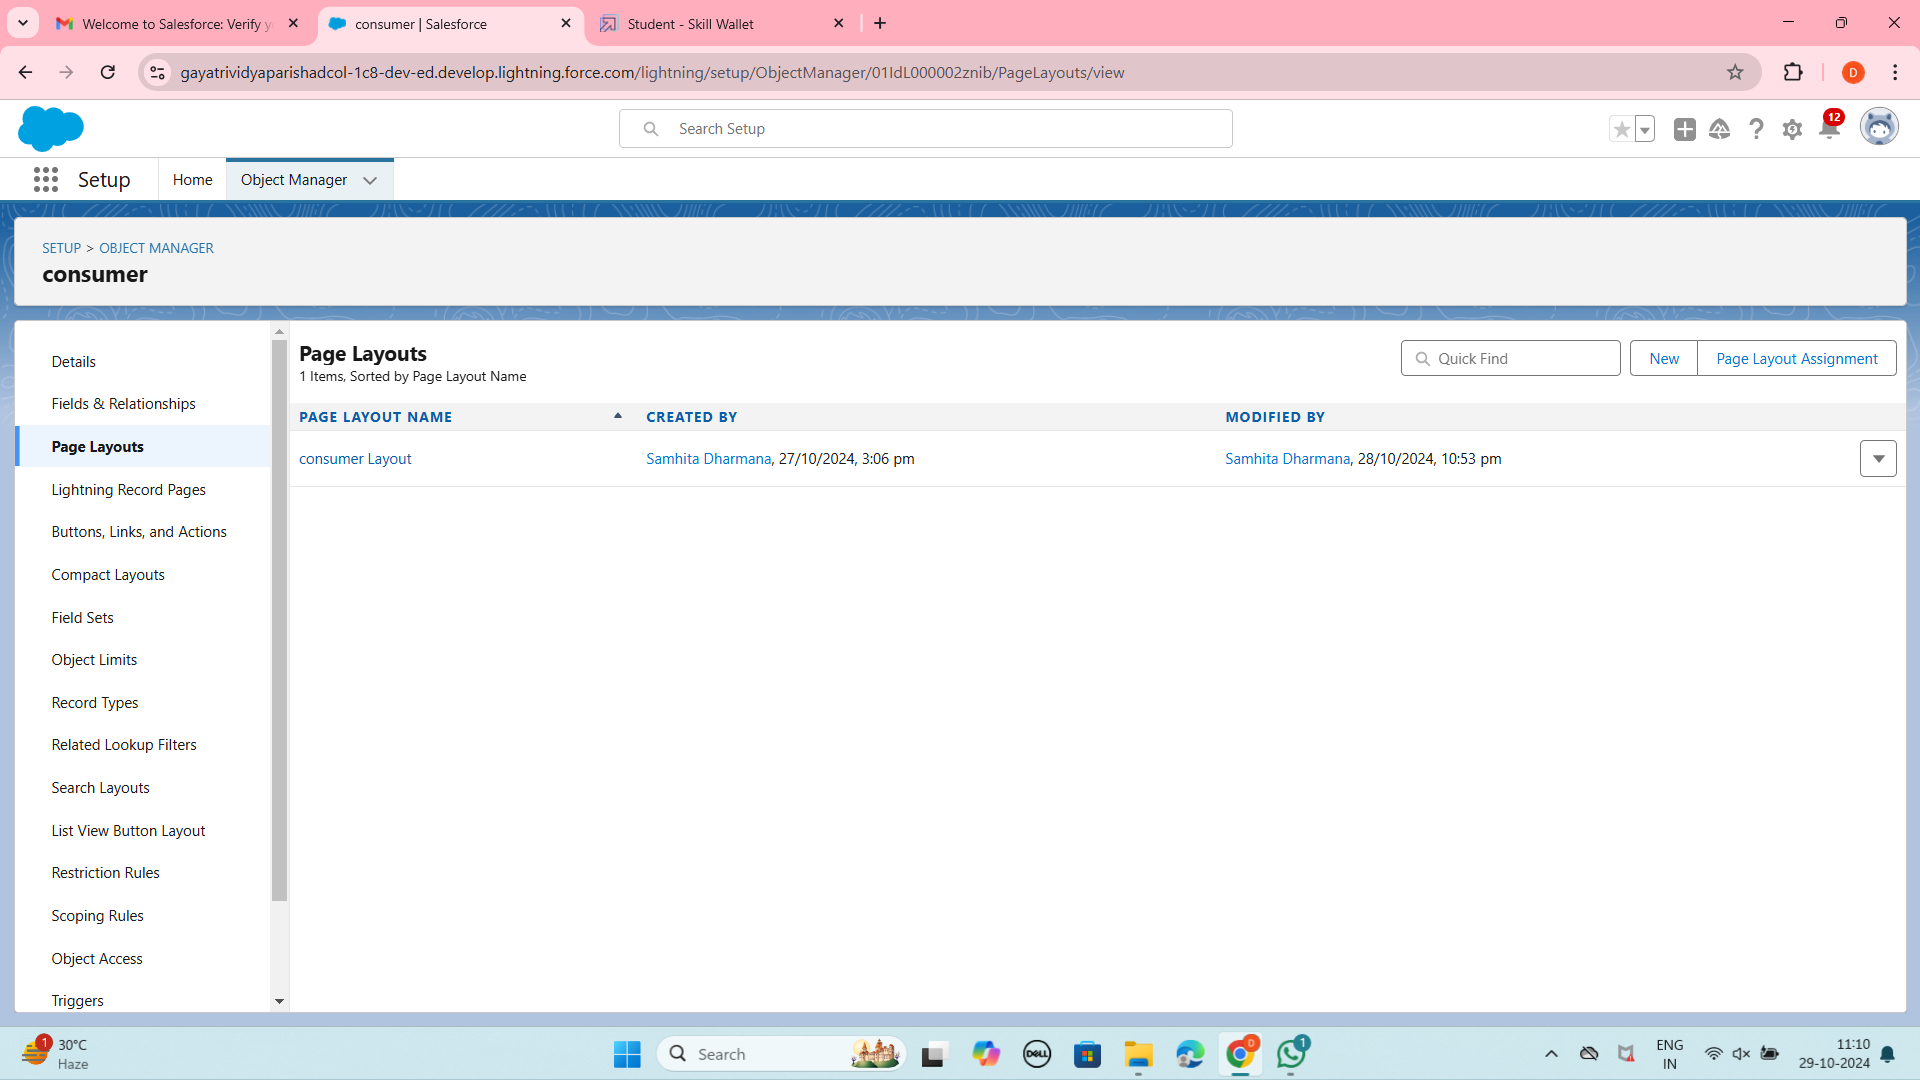 Welcome to Salesforce: Verify y
consumer | Salesforce
Student - Skill Wallet
gayatrividyaparishadcol-1c8-dev-ed.develop.lightning.force.com/lightning/setup/ObjectManager/01IdL000002znib/PageLayouts/view
D
Search Setup
12
Setup
Home
Object Manager
SETUP > OBJECT MANAGER
consumer
Details
Fields & Relationships
Page Layouts
Lightning Record Pages
Buttons, Links, and Actions
Compact Layouts
Field Sets
Object Limits
Record Types
Related Lookup Filters
Search Layouts
List View Button Layout
Restriction Rules
Scoping Rules
Object Access
Triggers
Page Layouts
1 Items, Sorted by Page Layout Name
Quick Find
New
Page Layout Assignment
PAGE LAYOUT NAME CREATED BY MODIFIED BY
consumer Layout Samhita Dharmana, 27/10/2024, 3:06 pm Samhita Dharmana, 28/10/2024, 10:53 pm
1
30°C
Haze
Search
DELL
D
1
ENG
IN
11:10
29-10-2024